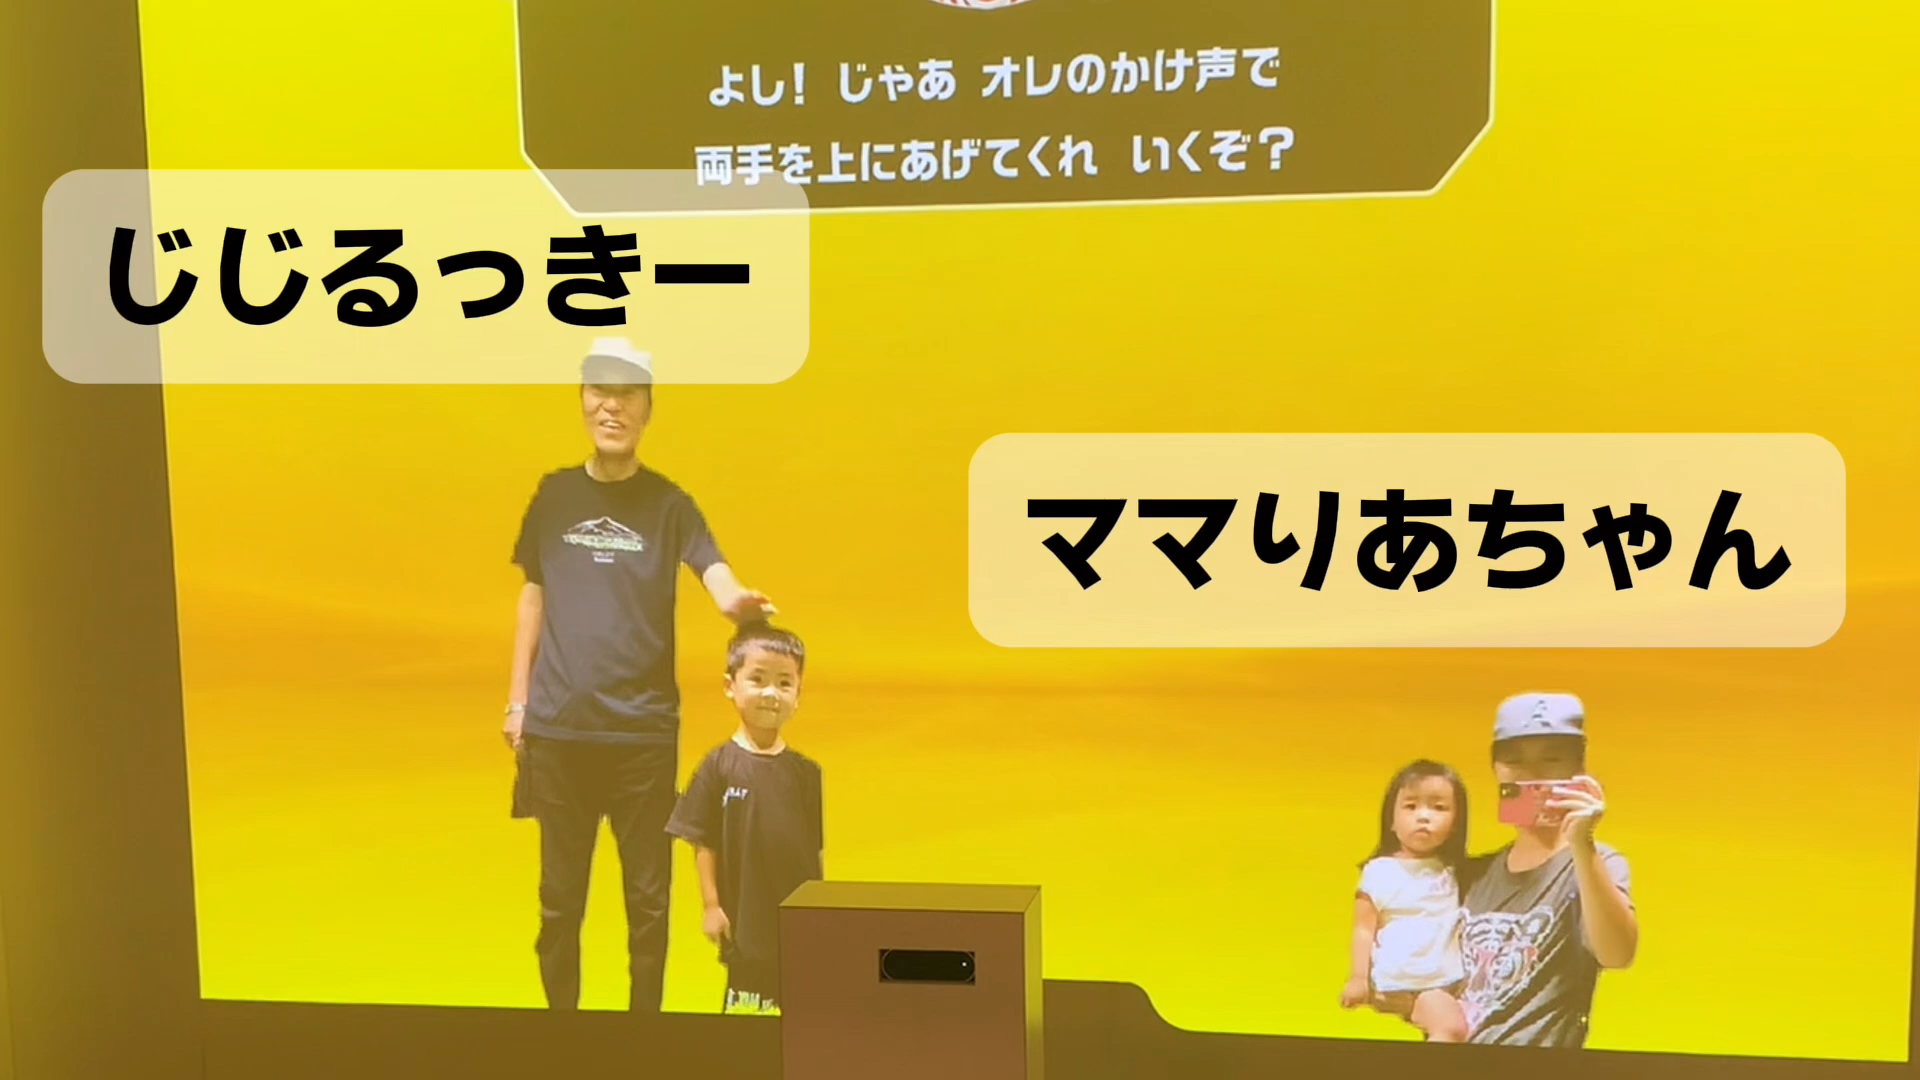 よし! じゃあ オレのかけ声で
両手を上にあげてくれ いくぞ?
じじるっきー
ママりあちゃん
A